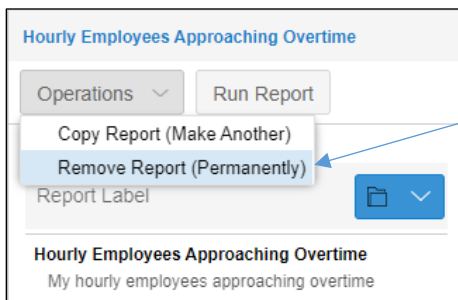 Hourly Employees Approaching Overtime
Operations Run Report
Copy Report (Make Another)
Remove Report (Permanently)
Report Label
Hourly Employees Approaching Overtime
My hourly employees approaching overtime